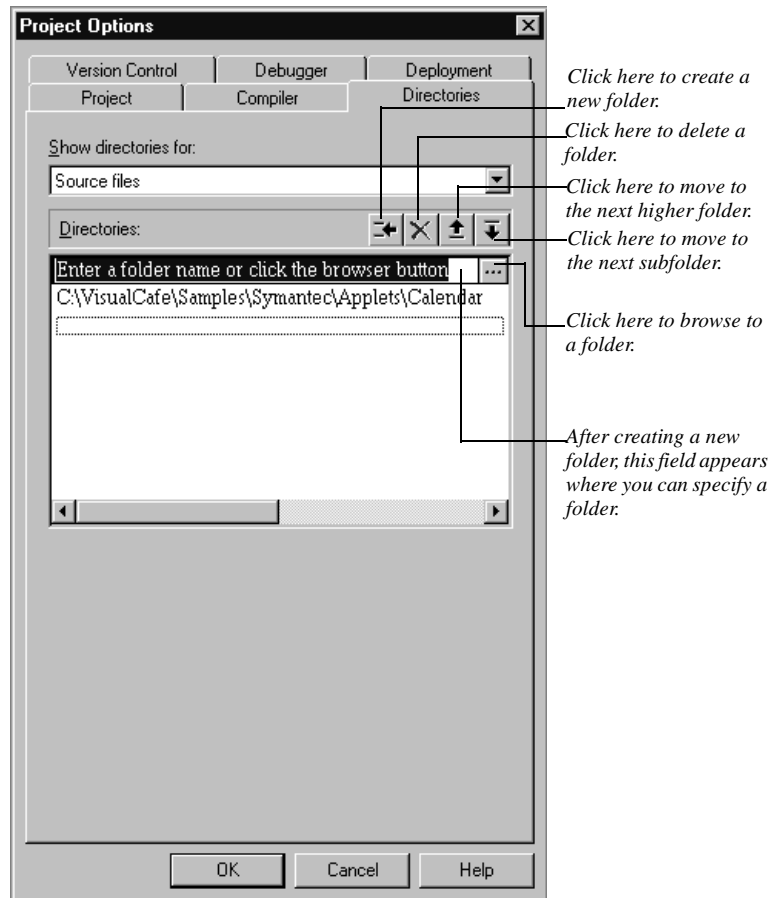 Project Options
Version Control
Debugger
Deployment
Project
Compiler
Directories
Show directories for:
Source files
Directories:
Enter a folder name or click the browser button
...
C:\VisualCafe\Samples\Symantec\Applets\Calendar
OK
Cancel
Help
Click here to create a
new folder.
Click here to delete a
folder.
Click here to move to
the next higher folder.
Click here to move to
the next subfolder.
Click here to browse to
a folder.
After creating a new
folder, this field appears
where you can specify a
folder.